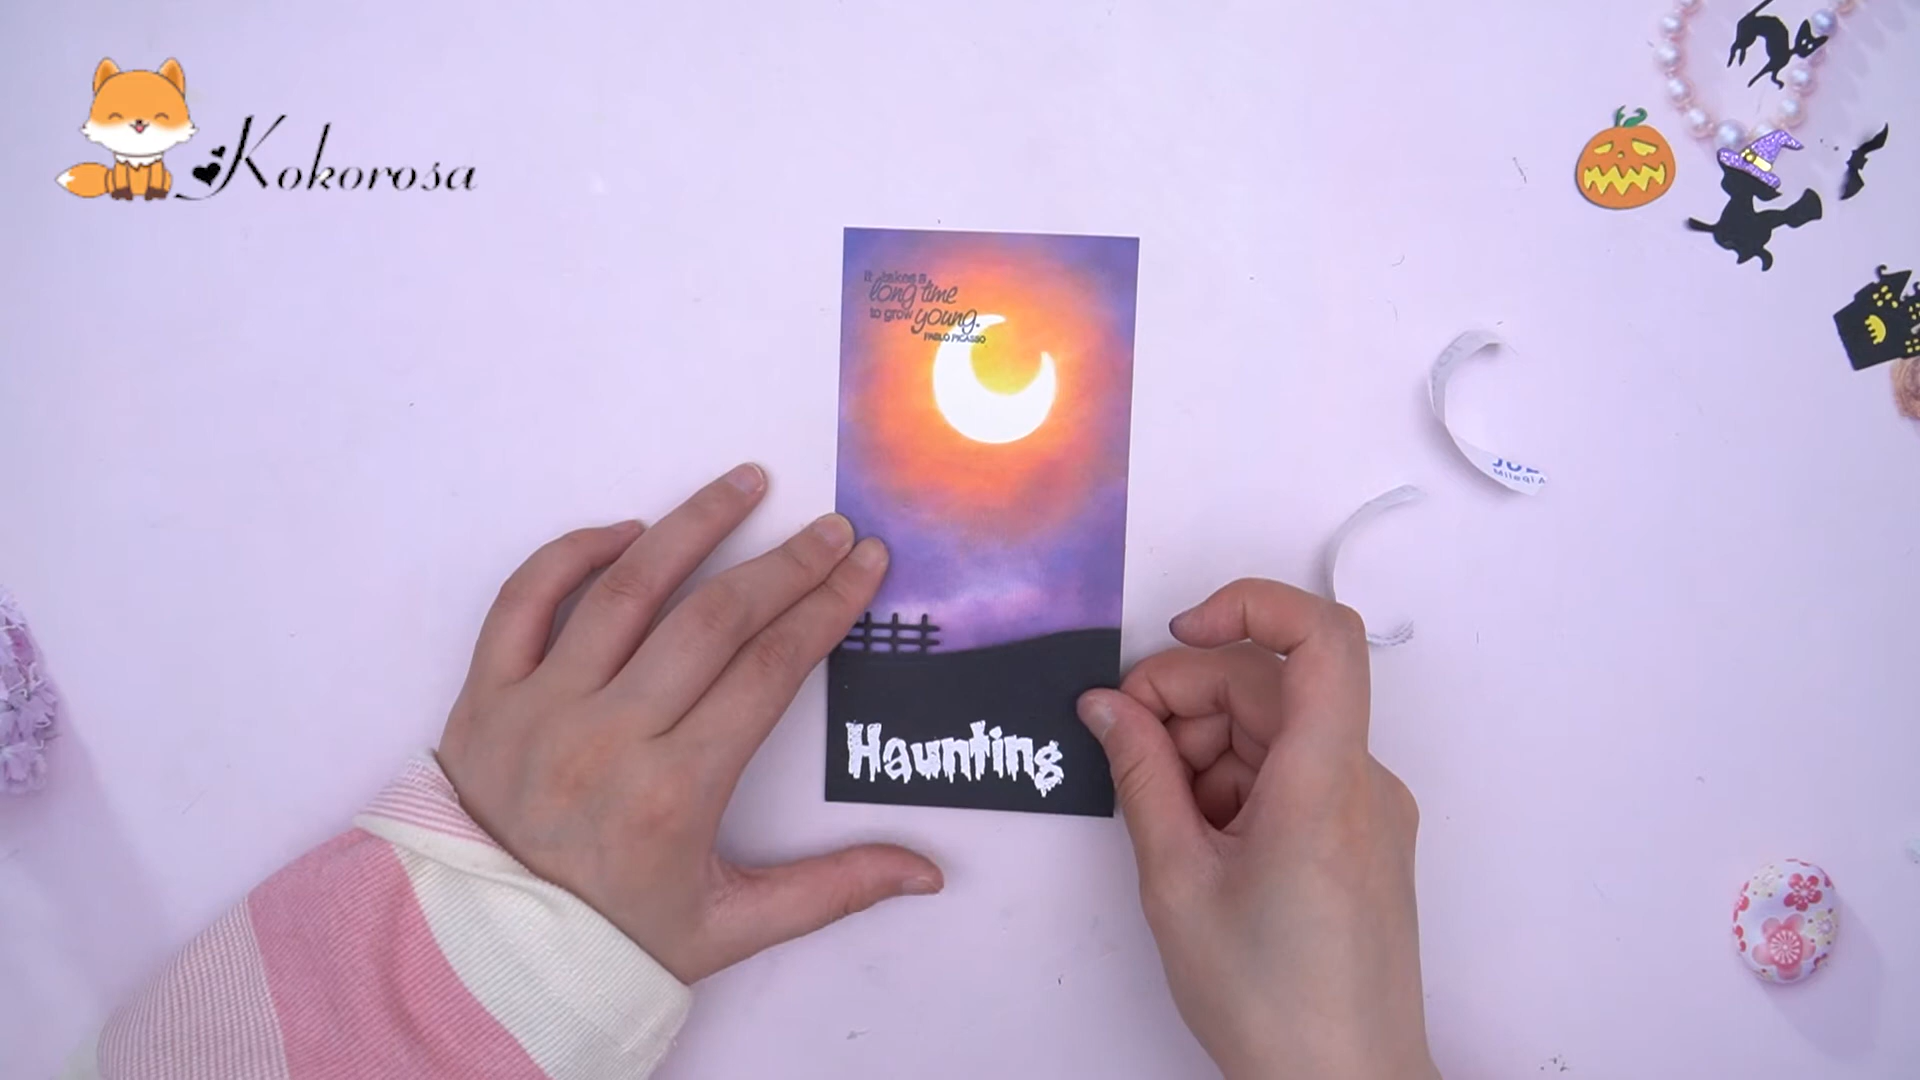 Kokorosa
It takes a
long time
to grow young.
PABLO PICASSO
Haunting